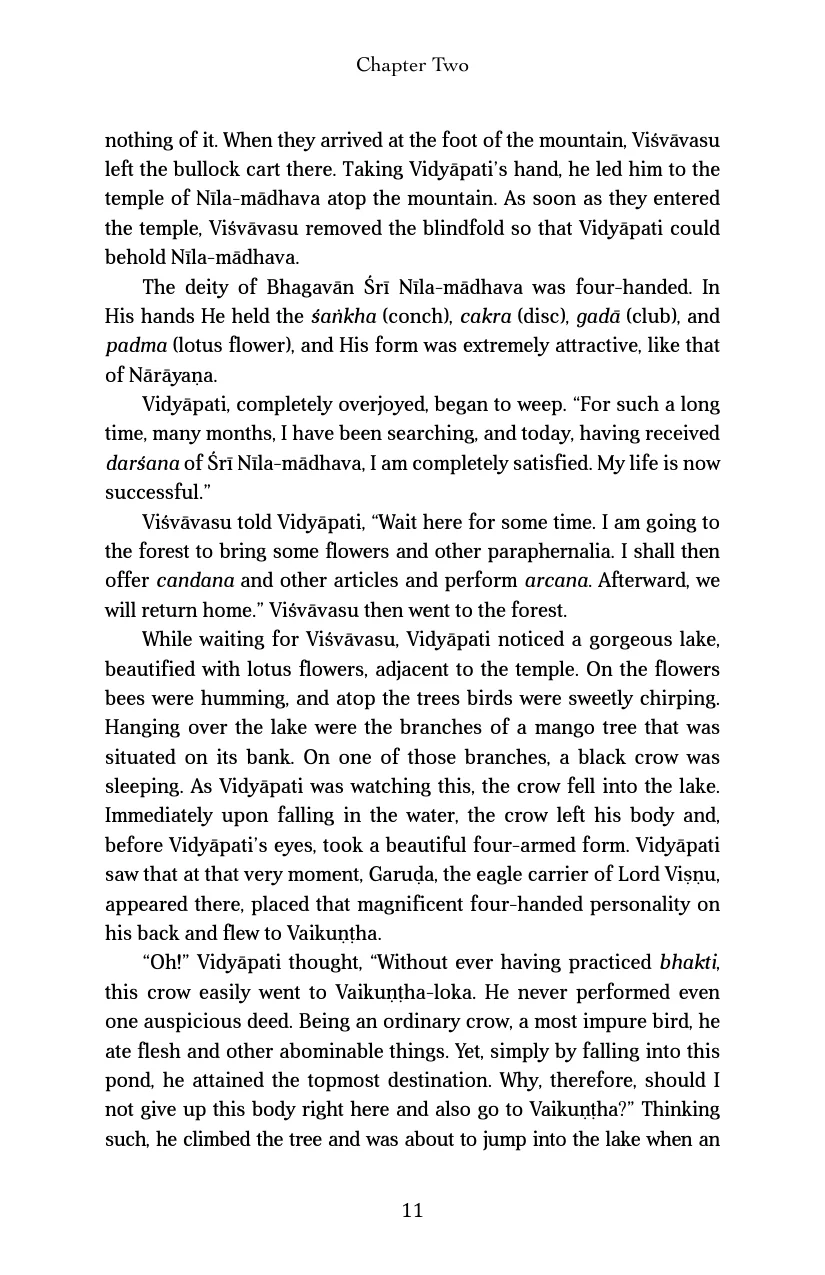 Chapter Two
nothing of it. When they arrived at the foot of the mountain, Viśvāvasu
left the bullock cart there. Taking Vidyāpati’s hand, he led him to the
temple of Nīla-mādhava atop the mountain. As soon as they entered
the temple, Viśvāvasu removed the blindfold so that Vidyāpati could
behold Nīla-mādhava.
The deity of Bhagavān Śrī Nīla-mādhava was four-handed. In
His hands He held the śaṅkha (conch), cakra (disc), gadā (club), and
padma (lotus flower), and His form was extremely attractive, like that
of Nārāyaṇa.
Vidyāpati, completely overjoyed, began to weep. “For such a long
time, many months, I have been searching, and today, having received
darśana of Śrī Nīla-mādhava, I am completely satisfied. My life is now
successful.”
Viśvāvasu told Vidyāpati, “Wait here for some time. I am going to
the forest to bring some flowers and other paraphernalia. I shall then
offer candana and other articles and perform arcana. Afterward, we
will return home.” Viśvāvasu then went to the forest.
While waiting for Viśvāvasu, Vidyāpati noticed a gorgeous lake,
beautified with lotus flowers, adjacent to the temple. On the flowers
bees were humming, and atop the trees birds were sweetly chirping.
Hanging over the lake were the branches of a mango tree that was
situated on its bank. On one of those branches, a black crow was
sleeping. As Vidyāpati was watching this, the crow fell into the lake.
Immediately upon falling in the water, the crow left his body and,
before Vidyāpati’s eyes, took a beautiful four-armed form. Vidyāpati
saw that at that very moment, Garuḍa, the eagle carrier of Lord Viṣṇu,
appeared there, placed that magnificent four-handed personality on
his back and flew to Vaikuṇṭha.
“Oh!” Vidyāpati thought, “Without ever having practiced bhakti,
this crow easily went to Vaikuṇṭha-loka. He never performed even
one auspicious deed. Being an ordinary crow, a most impure bird, he
ate flesh and other abominable things. Yet, simply by falling into this
pond, he attained the topmost destination. Why, therefore, should I
not give up this body right here and also go to Vaikuṇṭha?” Thinking
such, he climbed the tree and was about to jump into the lake when an
11